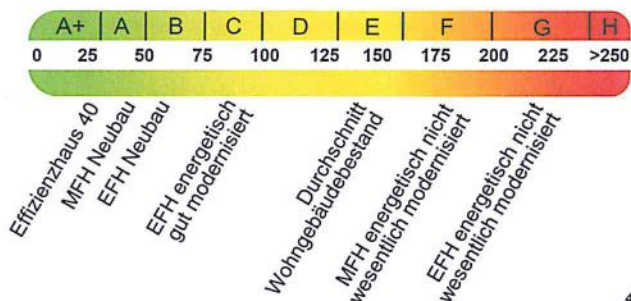 A+ A B C D E F G H
0 25 50 75 100 125 150 175 200 225 >250
Effizienzhaus 40
MFH Neubau
EFH Neubau
EFH energetisch
gut modernisiert
Durchschnitt
Wohngebäudebestand
MFH energetisch nicht
wesentlich modernisiert
EFH energetisch nicht
wesentlich modernisiert